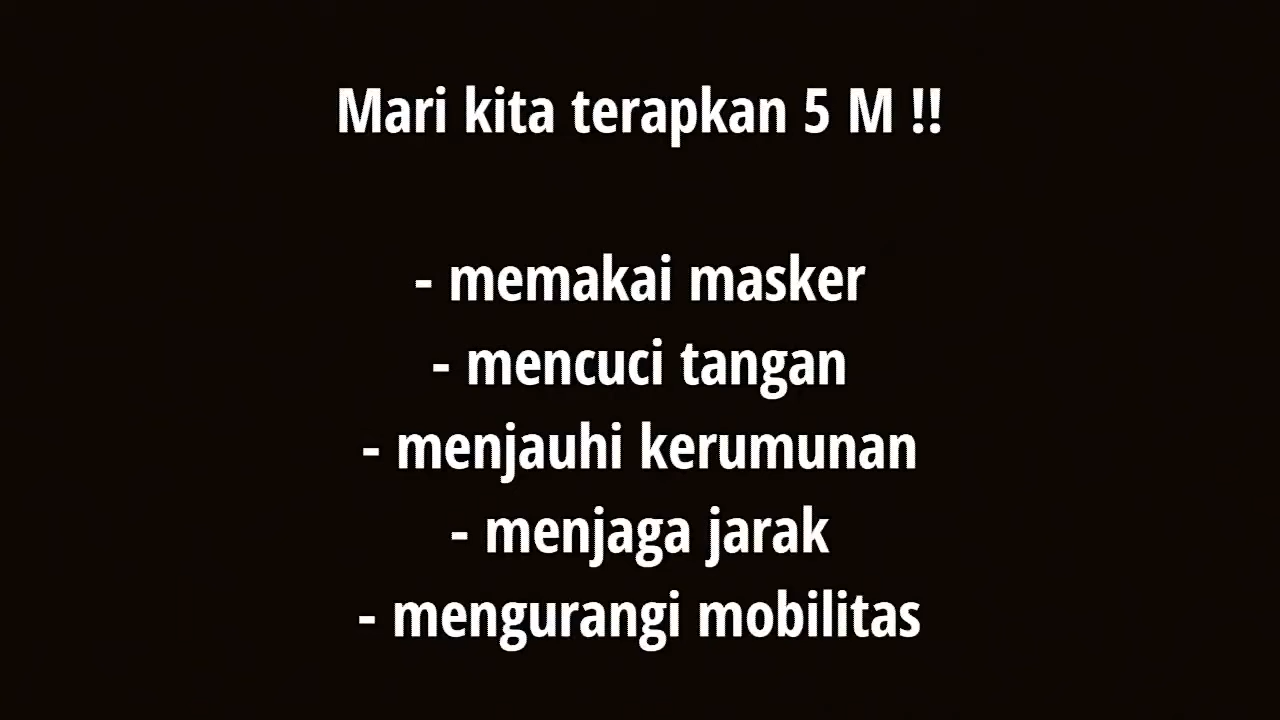 Mari kita terapkan 5 M !!
- memakai masker
- mencuci tangan
- menjauhi kerumunan
- menjaga jarak
- mengurangi mobilitas